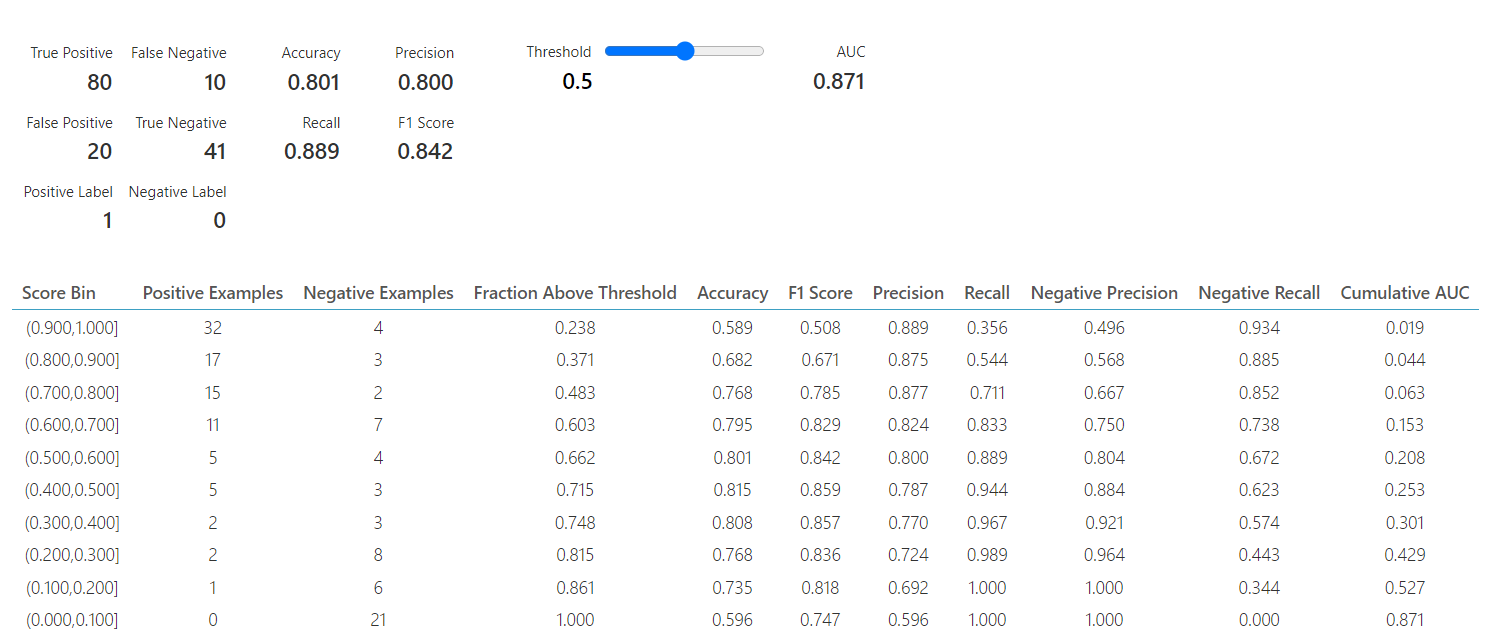 True Positive False Negative Accuracy Precision Threshold AUC
80 10 0.801 0.800 0.5 0.871
False Positive True Negative Recall F1 Score
20 41 0.889 0.842
Positive Label Negative Label
1 0
Score Bin Positive Examples Negative Examples Fraction Above Threshold Accuracy F1 Score Precision Recall Negative Precision Negative Recall Cumulative AUC
(0.900,1.000] 32 4 0.238 0.589 0.508 0.889 0.356 0.496 0.934 0.019
(0.800,0.900] 17 3 0.371 0.682 0.671 0.875 0.544 0.568 0.885 0.044
(0.700,0.800] 15 2 0.483 0.768 0.785 0.877 0.711 0.667 0.852 0.063
(0.600,0.700] 11 7 0.603 0.795 0.829 0.824 0.833 0.750 0.738 0.153
(0.500,0.600] 5 4 0.662 0.801 0.842 0.800 0.889 0.804 0.672 0.208
(0.400,0.500] 5 3 0.715 0.815 0.859 0.787 0.944 0.884 0.623 0.253
(0.300,0.400] 2 3 0.748 0.808 0.857 0.770 0.967 0.921 0.574 0.301
(0.200,0.300] 2 8 0.815 0.768 0.836 0.724 0.989 0.964 0.443 0.429
(0.100,0.200] 1 6 0.861 0.735 0.818 0.692 1.000 1.000 0.344 0.527
(0.000,0.100] 0 21 1.000 0.596 0.747 0.596 1.000 1.000 0.000 0.871